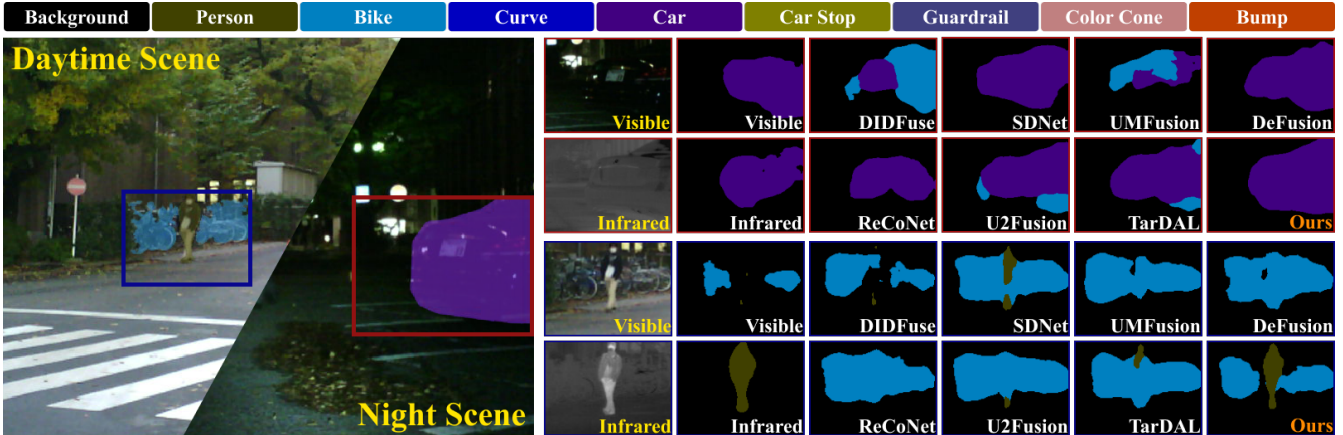 Background Person Bike Curve Car Car Stop Guardrail Color Cone Bump
Daytime Scene
Night Scene
Visible Visible DIDFuse SDNet UMFusion DeFusion
Infrared Infrared ReCoNet U2Fusion TarDAL Ours
Visible Visible DIDFuse SDNet UMFusion DeFusion
Infrared Infrared ReCoNet U2Fusion TarDAL Ours